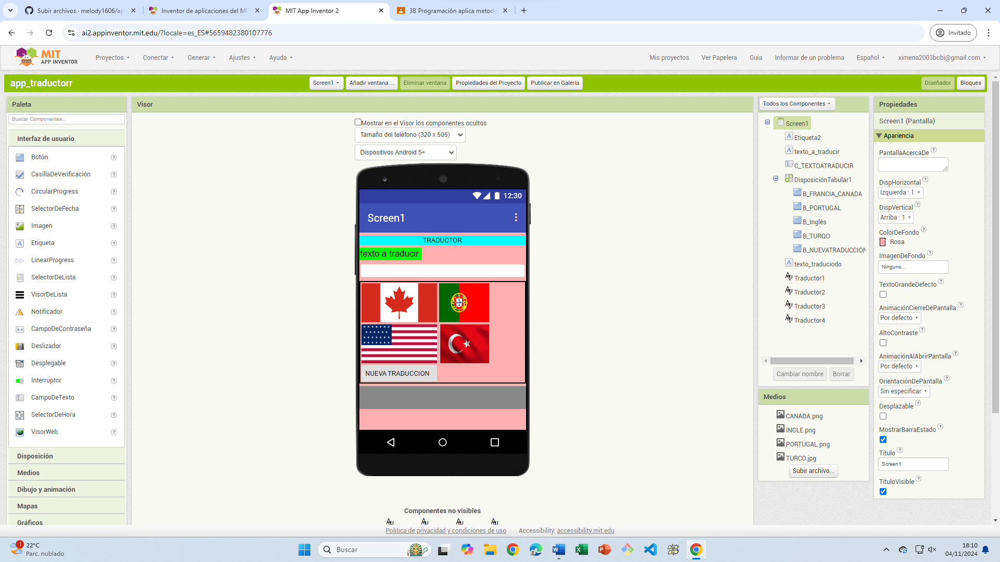 Subir archivos · melody1606/ap
Inventor de aplicaciones del MI
MIT App Inventor 2
3B Programación aplica metodo
ai2.appinventor.mit.edu/?locale=es_ES#5659482380107776
Invitado
MIT
APP INVENTOR
Proyectos
Conectar
Generar
Ajustes
Ayuda
Mis proyectos
Ver Papelera
Guía
Informar de un problema
Español
ximena2003bobi@gmail.com
app_traductorr
Screen1
Añadir ventana ...
Eliminar ventana
Propiedades del Proyecto
Publicar en Galería
Diseñador
Bloques
Paleta
Buscar Componentes...
Interfaz de usuario
Botón
CasillaDeVerificación
CircularProgress
SelectorDeFecha
Imagen
Etiqueta
LinearProgress
SelectorDeLista
VisorDeLista
Notificador
CampoDeContraseña
Deslizador
Desplegable
Interruptor
CampoDeTexto
SelectorDeHora
VisorWeb
Disposición
Medios
Dibujo y animación
Mapas
Gráficos
Visor
Mostrar en el Visor los componentes ocultos
Tamaño del teléfono (320 x 505)
Dispositivos Android 5+
12:30
Screen1
TRADUCTOR
texto a traducir
NUEVA TRADUCCION
Componentes no visibles
Política de privacidad y condiciones de uso
Accessibility: accessibility.mit.edu
Todos los Componentes
Screen1
Etiqueta2
texto_a_traducir
C_TEXTOATRADUCIR
DisposiciónTabular1
B_FRANCIA_CANADA
B_PORTUGAL
B_Inglés
B_TURQO
B_NUEVATRADUCCION
texto_traduciodo
Traductor1
Traductor2
Traductor3
Traductor4
Cambiar nombre
Borrar
Medios
CANADA.png
INGLE.png
PORTUGAL.png
TURCO.jpg
Subir archivo...
Propiedades
Screen1 (Pantalla)
Apariencia
PantallaAcercaDe
DispHorizontal
Izquierda : 1
DispVertical
Arriba : 1
ColorDeFondo
Rosa
ImagenDeFondo
Ninguno...
TextoGrandeDefecto
AnimaciónCierreDePantalla
Por defecto
AltoContraste
AnimaciónAlAbrirPantalla
Por defecto
OrientaciónDePantalla
Sin especificar
Desplazable
MostrarBarraEstado
Título
Screen1
TítuloVisible
1
22°C
Parc. nublado
Buscar
18:10
04/11/2024